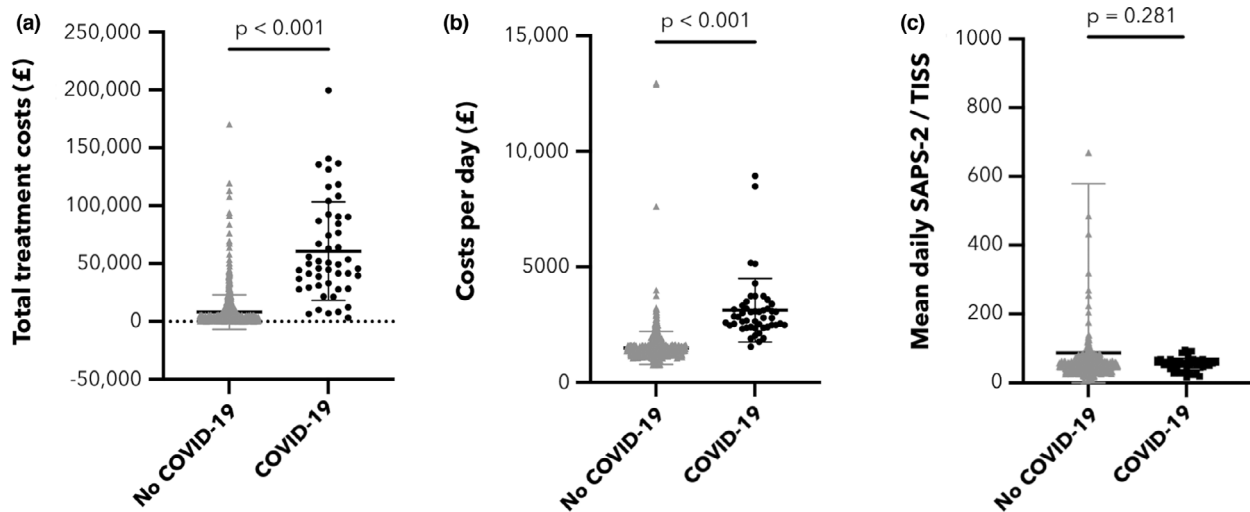 (a)
Total treatment costs (£)
250,000
200,000
150,000
100,000
50,000
0
-50,000
p < 0.001
No COVID-19
COVID-19
(b)
Costs per day (£)
15,000
10,000
5000
0
p < 0.001
No COVID-19
COVID-19
(c)
Mean daily SAPS-2 / TISS
1000
800
600
400
200
0
p = 0.281
No COVID-19
COVID-19